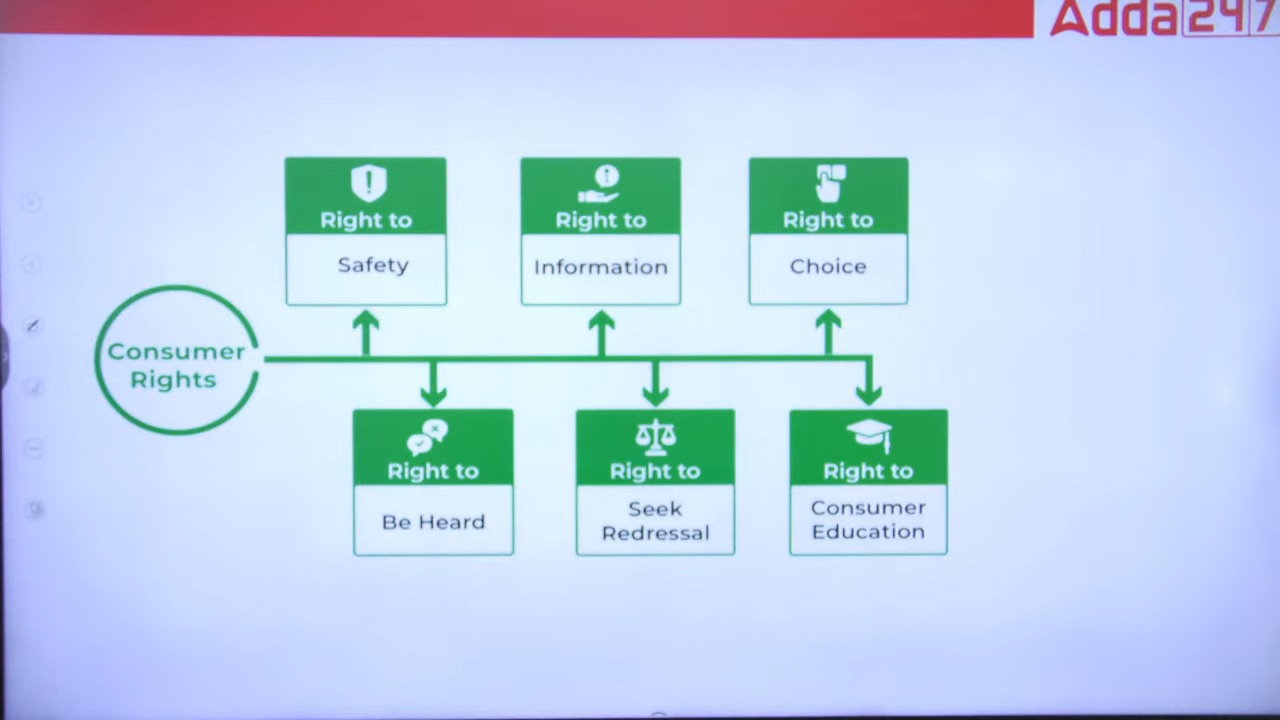 Adda247
Right to
Safety
Right to
Information
Right to
Choice
Consumer
Rights
Right to
Be Heard
Right to
Seek
Redressal
Right to
Consumer
Education